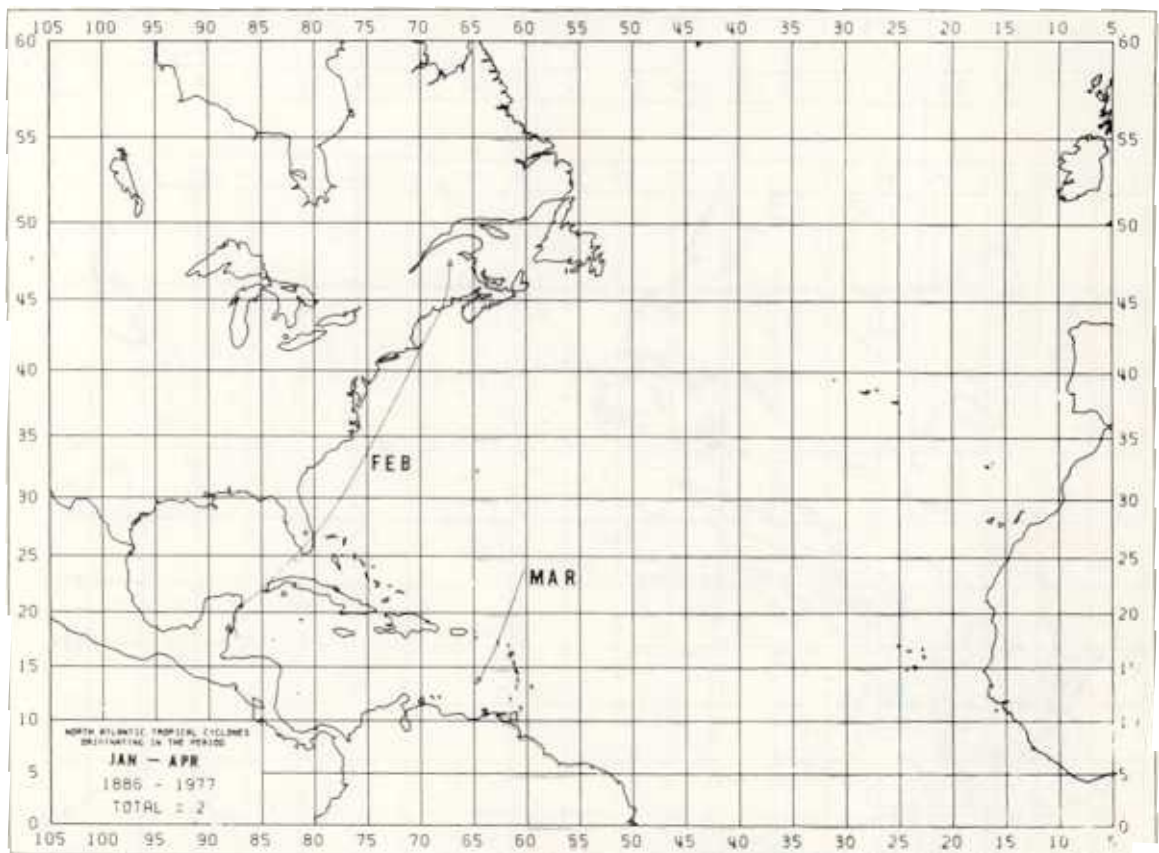 105 100 95 90 85 80 75 70 65 60 55 50 45 40 35 30 25 20 15 10 5
60 60
55 55
50 50
45 45
40 40
35 35
FEB
30 30
25 25
MAR
20 20
15 1
10 1
NORTH ATLANTIC TROPICAL CYCLONES
ORIGINATING IN THE PERIOD
JAN — APR
5 5
1886 - 1977
TOTAL = 2
0 0
105 100 95 90 85 80 75 70 65 60 55 50 45 40 35 30 25 20 15 10 5